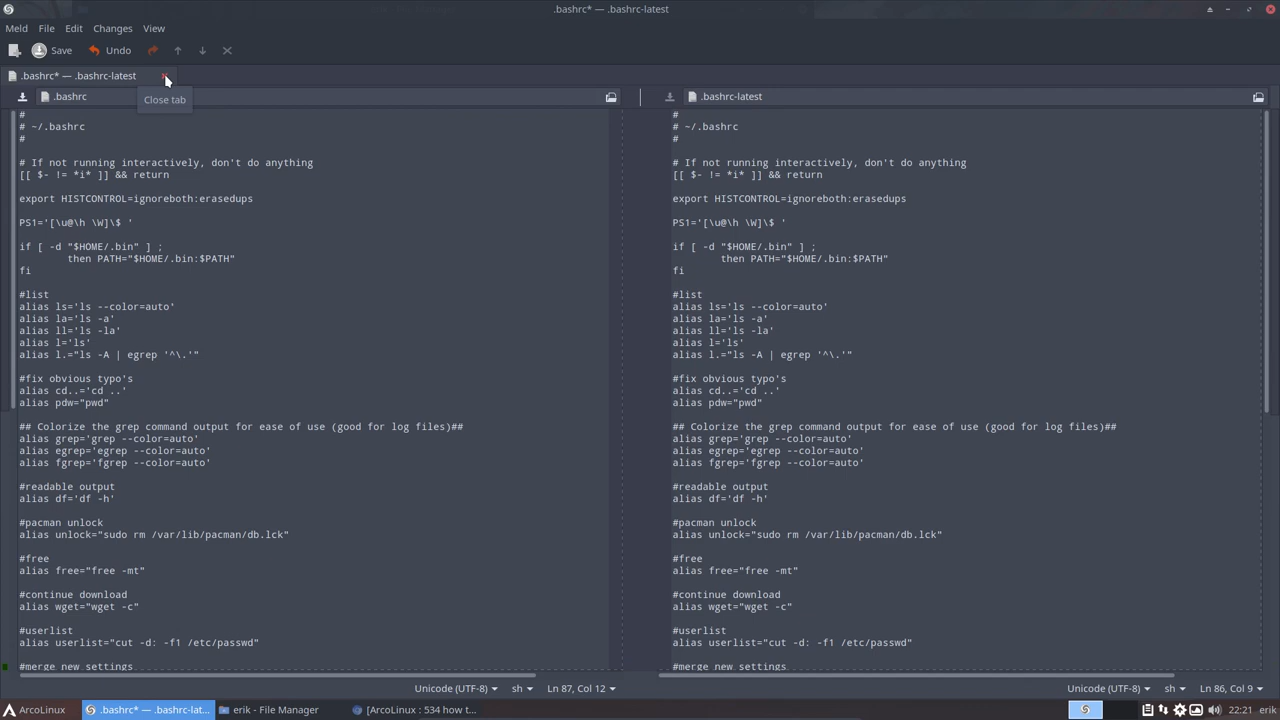 .bashrc* — .bashrc-latest
Meld File Edit Changes View
Save Undo
.bashrc* — .bashrc-latest
Close tab
.bashrc
#
# ~/.bashrc
#
# If not running interactively, don't do anything
[[ $- != *i* ]] && return
export HISTCONTROL=ignoreboth:erasedups
PS1='[\u@\h \W]\$ '
if [ -d "$HOME/.bin" ] ;
then PATH="$HOME/.bin:$PATH"
fi
#list
alias ls='ls --color=auto'
alias la='ls -a'
alias ll='ls -la'
alias l='ls'
alias l.="ls -A | egrep '^\.'"
#fix obvious typo's
alias cd..='cd ..'
alias pdw="pwd"
## Colorize the grep command output for ease of use (good for log files)##
alias grep='grep --color=auto'
alias egrep='egrep --color=auto'
alias fgrep='fgrep --color=auto'
#readable output
alias df='df -h'
#pacman unlock
alias unlock="sudo rm /var/lib/pacman/db.lck"
#free
alias free="free -mt"
#continue download
alias wget="wget -c"
#userlist
alias userlist="cut -d: -f1 /etc/passwd"
#merge new settings
Unicode (UTF-8) sh Ln 87, Col 12
.bashrc-latest
#
# ~/.bashrc
#
# If not running interactively, don't do anything
[[ $- != *i* ]] && return
export HISTCONTROL=ignoreboth:erasedups
PS1='[\u@\h \W]\$ '
if [ -d "$HOME/.bin" ] ;
then PATH="$HOME/.bin:$PATH"
fi
#list
alias ls='ls --color=auto'
alias la='ls -a'
alias ll='ls -la'
alias l='ls'
alias l.="ls -A | egrep '^\.'"
#fix obvious typo's
alias cd..='cd ..'
alias pdw="pwd"
## Colorize the grep command output for ease of use (good for log files)##
alias grep='grep --color=auto'
alias egrep='egrep --color=auto'
alias fgrep='fgrep --color=auto'
#readable output
alias df='df -h'
#pacman unlock
alias unlock="sudo rm /var/lib/pacman/db.lck"
#free
alias free="free -mt"
#continue download
alias wget="wget -c"
#userlist
alias userlist="cut -d: -f1 /etc/passwd"
#merge new settings
Unicode (UTF-8) sh Ln 86, Col 9
ArcoLinux .bashrc* — .bashrc-lat... erik - File Manager [ArcoLinux : 534 how t... 22:21 erik